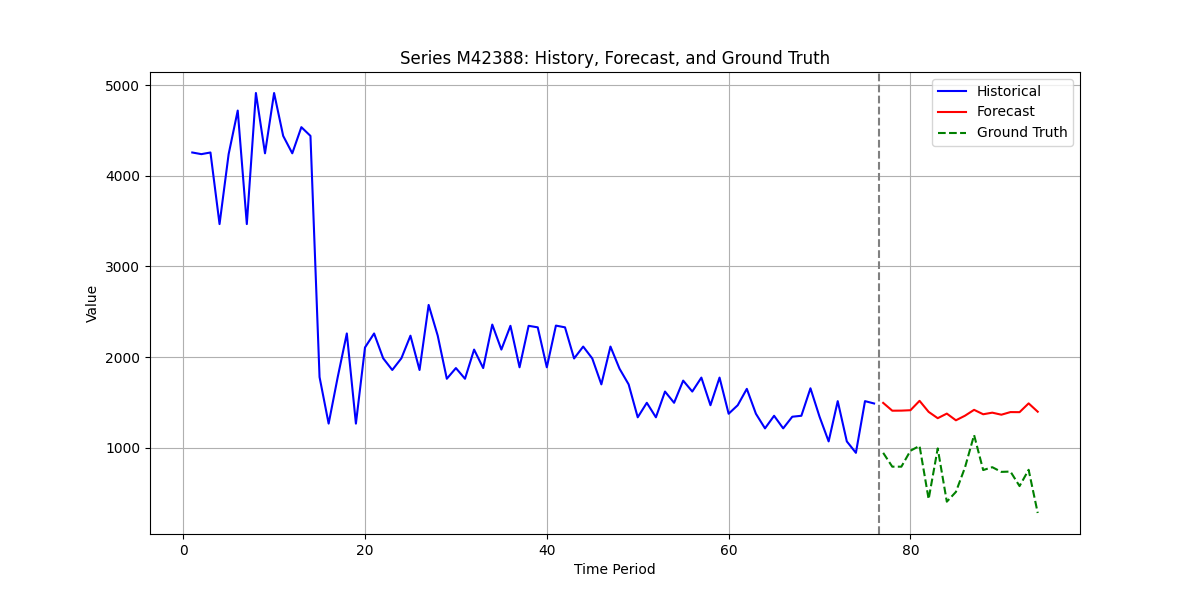 Series M42388: History, Forecast, and Ground Truth
Historical
Forecast
Ground Truth
5000
4000
3000
2000
1000
Value
0
20
40
60
80
Time Period